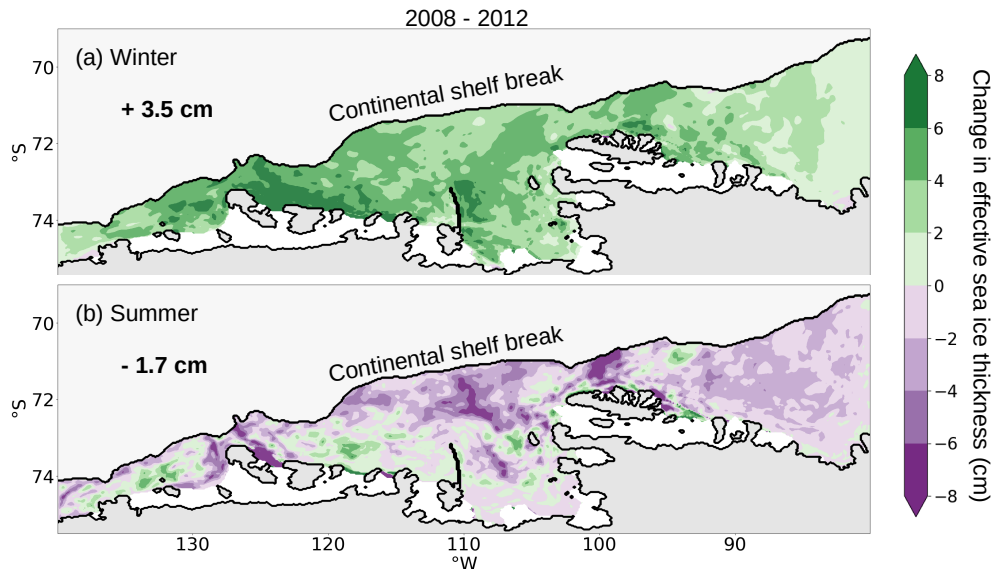 2008 - 2012
(a) Winter
+ 3.5 cm
Continental shelf break
70
72
74
°S
(b) Summer
- 1.7 cm
Continental shelf break
70
72
74
°S
130
120
110
100
90
°W
8
6
4
2
0
−2
−4
−6
−8
Change in effective sea ice thickness (cm)